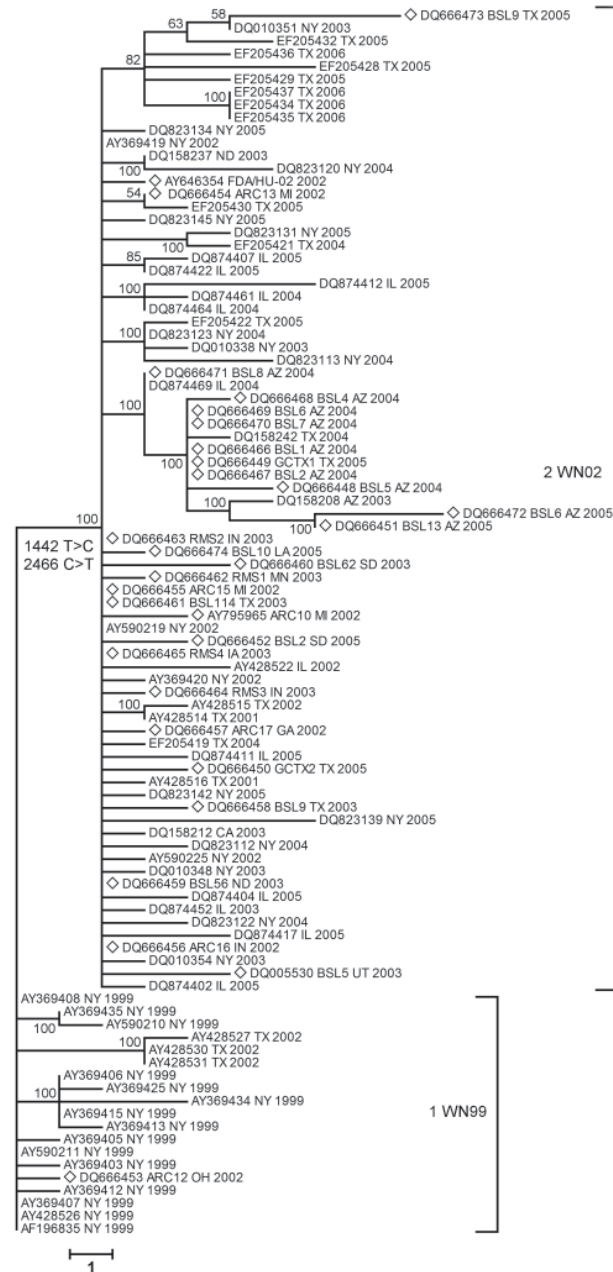 58
◇ DQ666473 BSL9 TX 2005
63
DQ010351 NY 2003
EF205432 TX 2005
82
EF205436 TX 2006
EF205428 TX 2005
EF205429 TX 2005
100
EF205437 TX 2006
EF205434 TX 2006
EF205435 TX 2006
DQ823134 NY 2005
AY369419 NY 2002
DQ158237 ND 2003
100
DQ823120 NY 2004
◇ AY646354 FDA/HU-02 2002
54
◇ DQ666454 ARC13 MI 2002
EF205430 TX 2005
DQ823145 NY 2005
DQ823131 NY 2005
100
EF205421 TX 2004
85
DQ874407 IL 2005
DQ874422 IL 2005
DQ874412 IL 2005
100
DQ874461 IL 2004
DQ874464 IL 2004
EF205422 TX 2005
100
DQ823123 NY 2004
DQ010338 NY 2003
DQ823113 NY 2004
◇ DQ666471 BSL8 AZ 2004
DQ874469 IL 2004
◇ DQ666468 BSL4 AZ 2004
100
◇ DQ666469 BSL6 AZ 2004
◇ DQ666470 BSL7 AZ 2004
DQ158242 TX 2004
◇ DQ666466 BSL1 AZ 2004
100
◇ DQ666449 GCTX1 TX 2005
◇ DQ666467 BSL2 AZ 2004
◇ DQ666448 BSL5 AZ 2004
100
DQ158208 AZ 2003
◇ DQ666472 BSL6 AZ 2005
100
◇ DQ666451 BSL13 AZ 2005
2 WN02
100
1442 T>C
2466 C>T
◇ DQ666463 RMS2 IN 2003
◇ DQ666474 BSL10 LA 2005
◇ DQ666460 BSL62 SD 2003
◇ DQ666462 RMS1 MN 2003
◇ DQ666455 ARC15 MI 2002
◇ DQ666461 BSL114 TX 2003
◇ AY795965 ARC10 MI 2002
AY590219 NY 2002
◇ DQ666452 BSL2 SD 2005
◇ DQ666465 RMS4 IA 2003
AY428522 IL 2002
AY369420 NY 2002
◇ DQ666464 RMS3 IN 2003
100
AY428515 TX 2002
AY428514 TX 2001
◇ DQ666457 ARC17 GA 2002
EF205419 TX 2004
DQ874411 IL 2005
◇ DQ666450 GCTX2 TX 2005
AY428516 TX 2001
DQ823142 NY 2005
◇ DQ666458 BSL9 TX 2003
DQ823139 NY 2005
DQ158212 CA 2003
DQ823112 NY 2004
AY590225 NY 2002
DQ010348 NY 2003
◇ DQ666459 BSL56 ND 2003
DQ874404 IL 2005
DQ874452 IL 2003
DQ823122 NY 2004
DQ874417 IL 2005
◇ DQ666456 ARC16 IN 2002
DQ010354 NY 2003
◇ DQ005530 BSL5 UT 2003
DQ874402 IL 2005
AY369408 NY 1999
AY369435 NY 1999
100
AY590210 NY 1999
100
AY428527 TX 2002
AY428530 TX 2002
AY428531 TX 2002
AY369406 NY 1999
100
AY369425 NY 1999
AY369434 NY 1999
AY369415 NY 1999
AY369413 NY 1999
1 WN99
AY369405 NY 1999
AY590211 NY 1999
AY369403 NY 1999
◇ DQ666453 ARC12 OH 2002
AY369412 NY 1999
AY369407 NY 1999
AY428526 NY 1999
AF196835 NY 1999
1